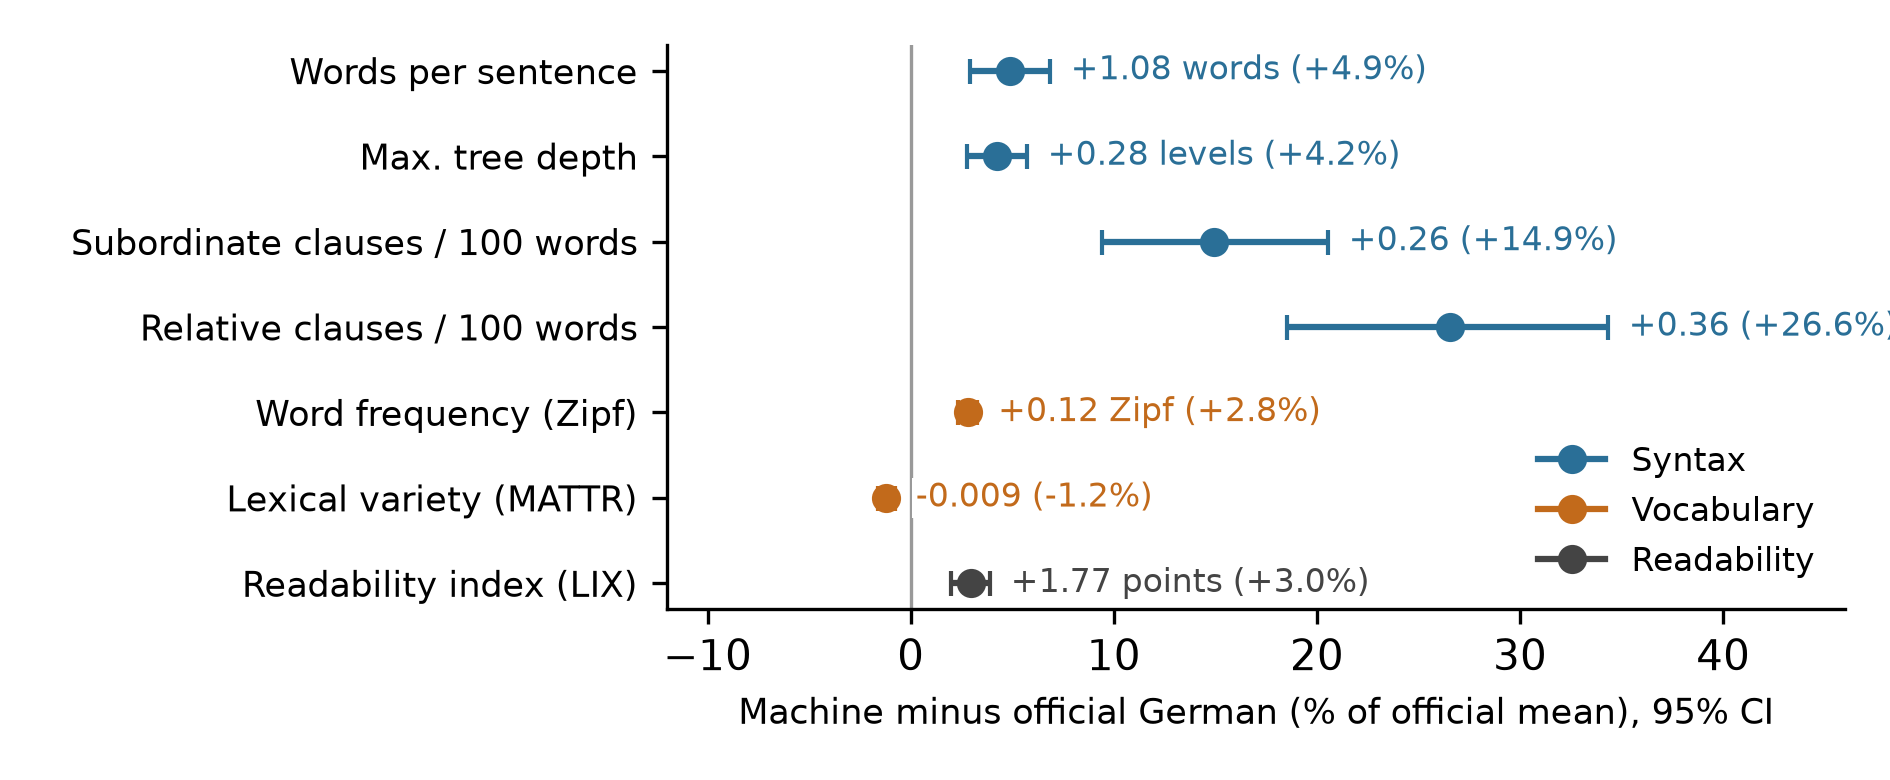 Words per sentence
+1.08 words (+4.9%)
Max. tree depth
+0.28 levels (+4.2%)
Subordinate clauses / 100 words
+0.26 (+14.9%)
Relative clauses / 100 words
+0.36 (+26.6%)
Word frequency (Zipf)
+0.12 Zipf (+2.8%)
Lexical variety (MATTR)
-0.009 (-1.2%)
Readability index (LIX)
+1.77 points (+3.0%)
Syntax
Vocabulary
Readability
−10 0 10 20 30 40
Machine minus official German (% of official mean), 95% CI